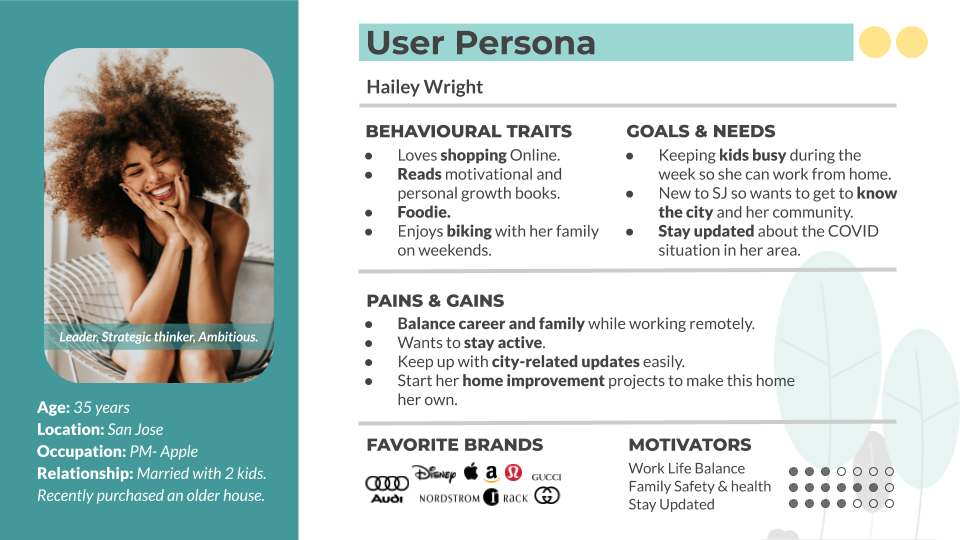 User Persona
Hailey Wright
Leader, Strategic thinker, Ambitious.
Age: 35 years
Location: San Jose
Occupation: PM- Apple
Relationship: Married with 2 kids.
Recently purchased an older house.
BEHAVIOURAL TRAITS
● Loves shopping Online.
● Reads motivational and
personal growth books.
● Foodie.
● Enjoys biking with her family
on weekends.
GOALS & NEEDS
● Keeping kids busy during the
week so she can work from home.
● New to SJ so wants to get to know
the city and her community.
● Stay updated about the COVID
situation in her area.
PAINS & GAINS
● Balance career and family while working remotely.
● Wants to stay active.
● Keep up with city-related updates easily.
● Start her home improvement projects to make this home
her own.
FAVORITE BRANDS
Audi
Disney
a
GUCCI
NORDSTROM rack
MOTIVATORS
Work Life Balance
Family Safety & health
Stay Updated